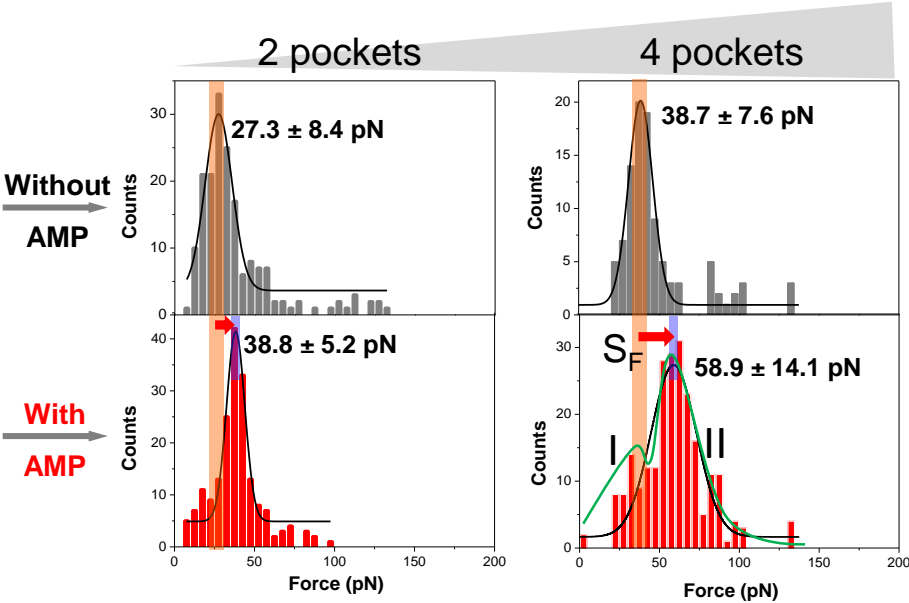 2 pockets
4 pockets
Without
AMP
With
AMP
Counts
30
20
10
0
27.3 ± 8.4 pN
Counts
20
15
10
5
0
38.7 ± 7.6 pN
Counts
40
30
20
10
0
38.8 ± 5.2 pN
0
50
100
150
200
Force (pN)
Counts
30
20
10
0
SF
58.9 ± 14.1 pN
I
II
0
50
100
150
200
Force (pN)